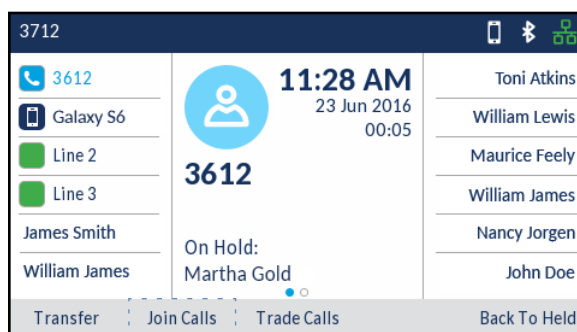 3712
3612
Galaxy S6
Line 2
Line 3
James Smith
William James
11:28 AM
23 Jun 2016
00:05
3612
On Hold:
Martha Gold
Toni Atkins
William Lewis
Maurice Feely
William James
Nancy Jorgen
John Doe
Transfer
Join Calls
Trade Calls
Back To Held